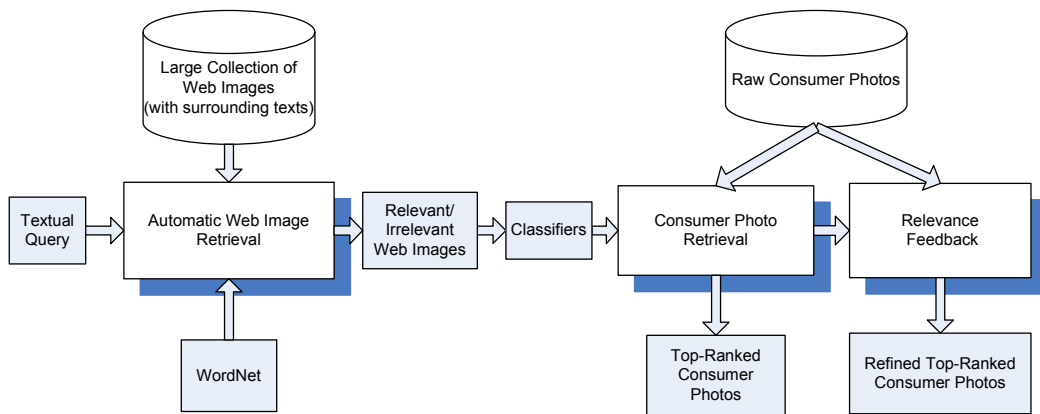 Large Collection of
Web Images
(with surrounding texts)
Raw Consumer Photos
Textual
Query
Automatic Web Image
Retrieval
Relevant/
Irrelevant
Web Images
Classifiers
Consumer Photo
Retrieval
Relevance
Feedback
WordNet
Top-Ranked
Consumer
Photos
Refined Top-Ranked
Consumer Photos